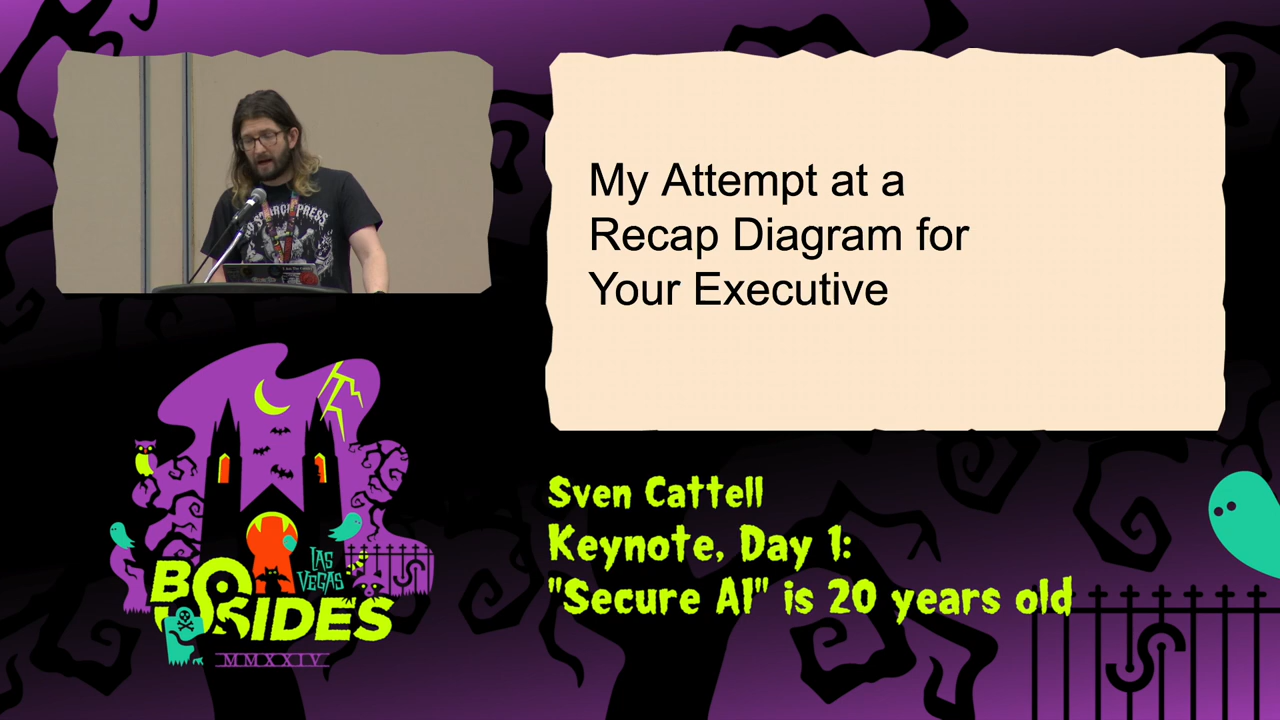 My Attempt at a
Recap Diagram for
Your Executive
Sven Cattell
Keynote, Day 1:
"Secure AI" is 20 years old
LAS
VEGAS
BSIDES
MMXXIV